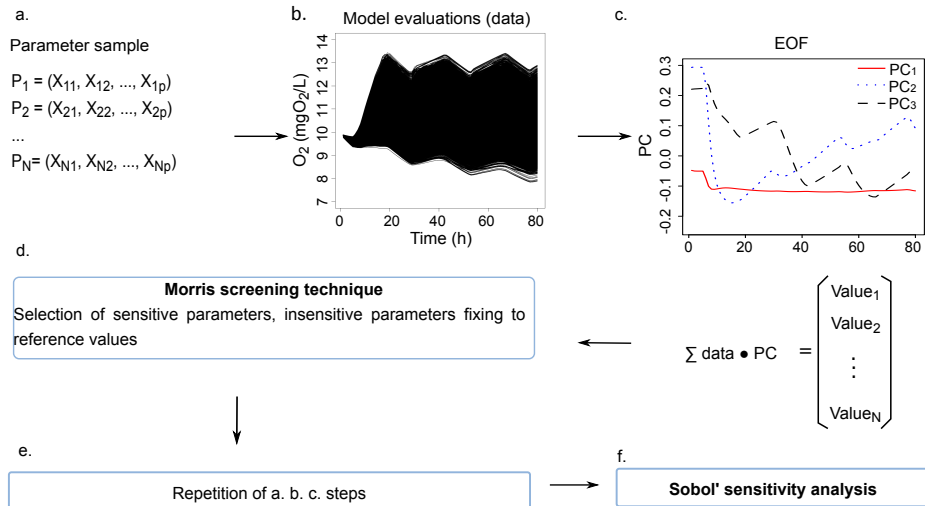 a.
Parameter sample
P1 = (X11, X12, ..., X1p)
P2 = (X21, X22, ..., X2p)
...
PN= (XN1, XN2, ..., XNp)
b.
Model evaluations (data)
O2 (mgO2/L)
14
13
12
11
10
9
8
7
0
20
40
60
80
Time (h)
c.
EOF
PC
0.3
0.2
0.1
0.0
-0.1
-0.2
PC1
PC2
PC3
0
20
40
60
80
d.
Morris screening technique
Selection of sensitive parameters, insensitive parameters fixing to
reference values
∑ data ● PC =
Value1
Value2
⋮
ValueN
e.
Repetition of a. b. c. steps
f.
Sobol' sensitivity analysis